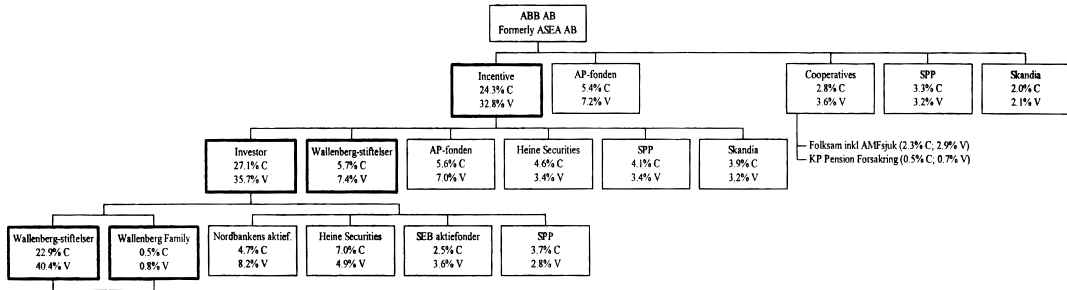 ABB AB
Formerly ASEA AB
Incentive
24.3% C
32.8% V
AP-fonden
5.4% C
7.2% V
Cooperatives
2.8% C
3.6% V
SPP
3.3% C
3.2% V
Skandia
2.0% C
2.1% V
Folksam inkl AMFsjuk (2.3% C; 2.9% V)
KP Pension Forsakring (0.5% C; 0.7% V)
Investor
27.1% C
35.7% V
Wallenberg-stiftelser
5.7% C
7.4% V
AP-fonden
5.6% C
7.0% V
Heine Securities
4.6% C
3.4% V
SPP
4.1% C
3.4% V
Skandia
3.9% C
3.2% V
Wallenberg-stiftelser
22.9% C
40.4% V
Wallenberg Family
0.5% C
0.8% V
Nordbankens aktief.
4.7% C
8.2% V
Heine Securities
7.0% C
4.9% V
SEB aktiefonder
2.5% C
3.6% V
SPP
3.7% C
2.8% V